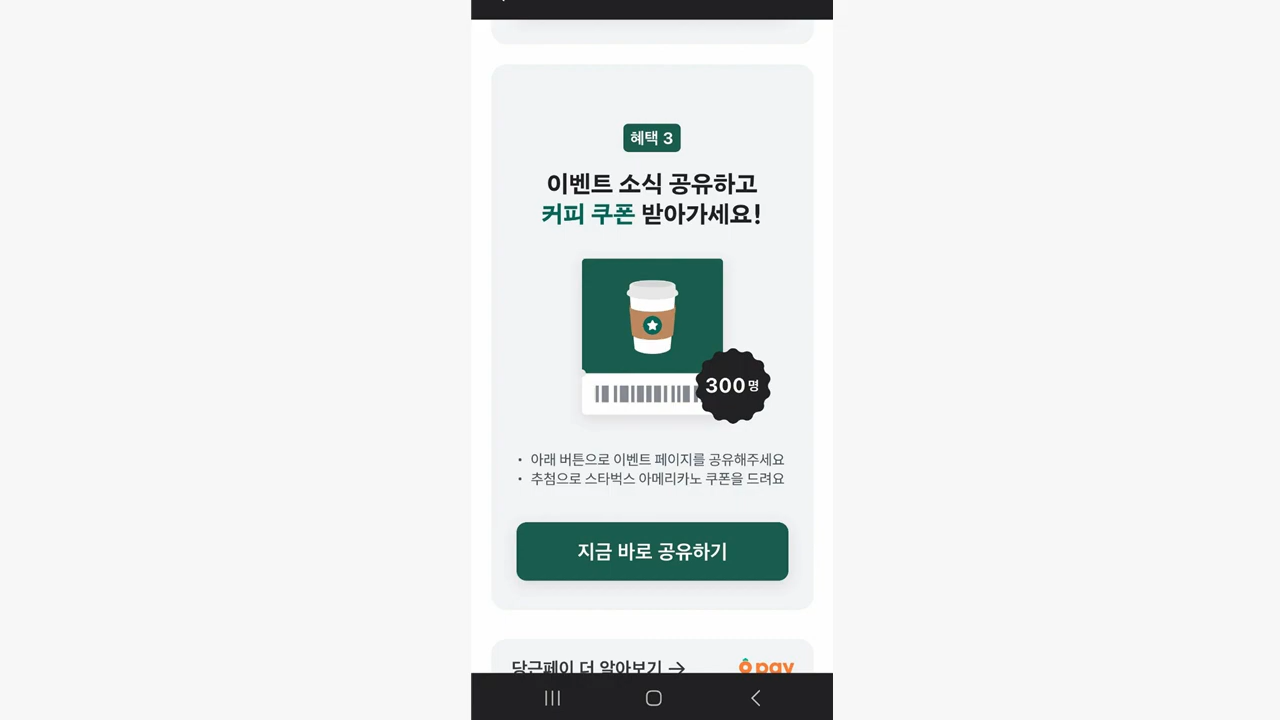 혜택 3
이벤트 소식 공유하고
커피 쿠폰 받아가세요!
300명
• 아래 버튼으로 이벤트 페이지를 공유해주세요
• 추첨으로 스타벅스 아메리카노 쿠폰을 드려요
지금 바로 공유하기
당근페이 더 알아보기 →
pay